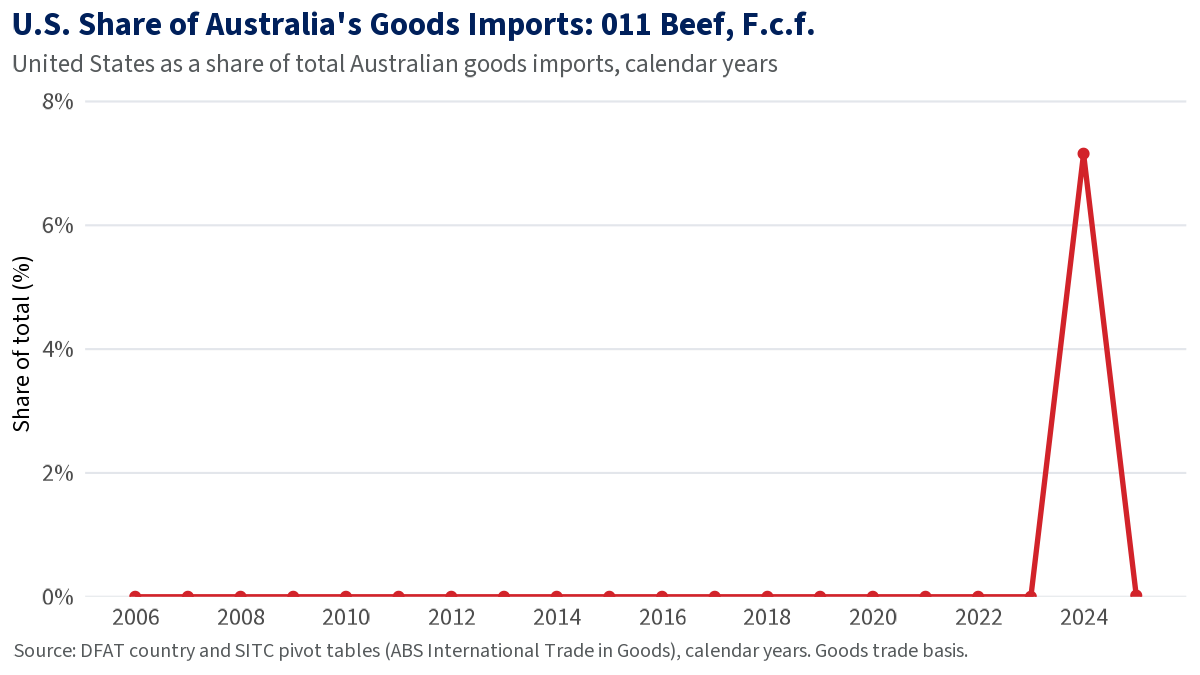 U.S. Share of Australia's Goods Imports: 011 Beef, F.c.f.
United States as a share of total Australian goods imports, calendar years
8%
6%
4%
2%
0%
Share of total (%)
2006 2008 2010 2012 2014 2016 2018 2020 2022 2024
Source: DFAT country and SITC pivot tables (ABS International Trade in Goods), calendar years. Goods trade basis.